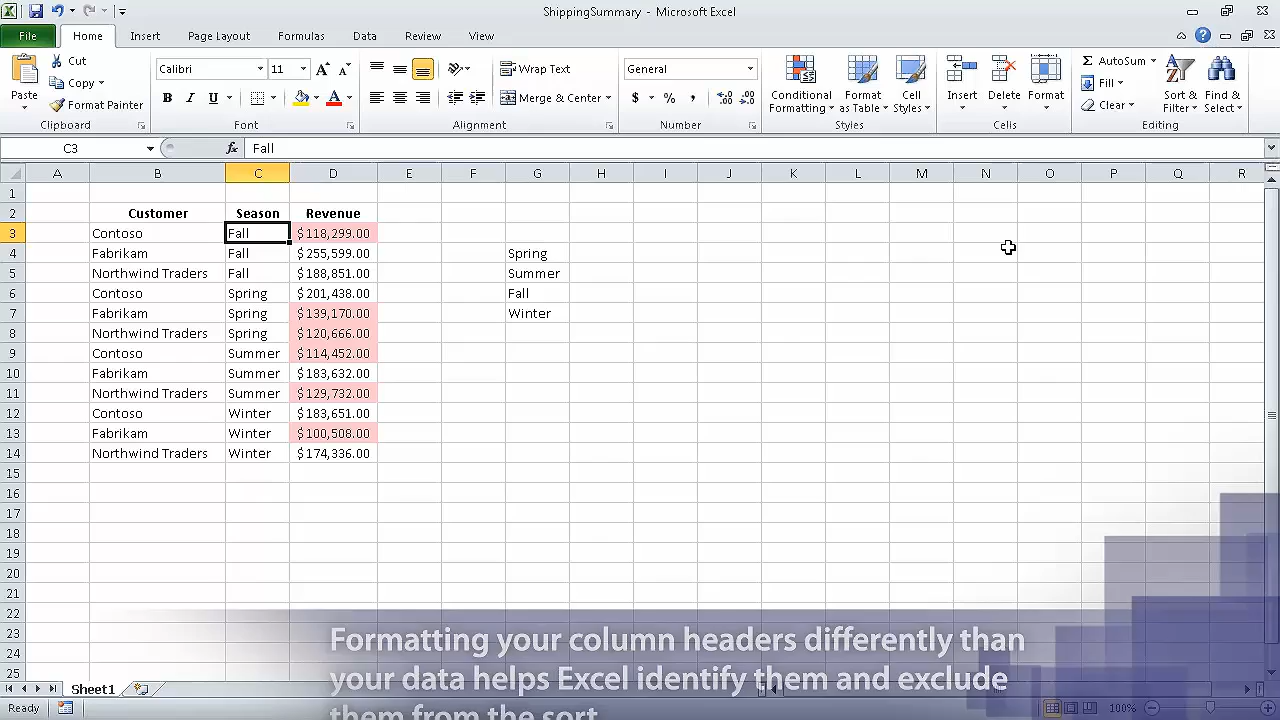 ShippingSummary - Microsoft Excel
File Home Insert Page Layout Formulas Data Review View
Paste Cut Copy Format Painter Clipboard
Calibri 11 B I U A Font
Wrap Text Merge & Center Alignment
General $ % , Number
Conditional Formatting Format as Table Cell Styles Styles
Insert Delete Format Cells
Σ AutoSum Fill Clear Sort & Filter Find & Select Editing
C3 fx Fall
A B C D E F G H I J K L M N O P Q R
1
2 Customer Season Revenue
3 Contoso Fall $118,299.00
4 Fabrikam Fall $255,599.00 Spring
5 Northwind Traders Fall $188,851.00 Summer
6 Contoso Spring $201,438.00 Fall
7 Fabrikam Spring $139,170.00 Winter
8 Northwind Traders Spring $120,666.00
9 Contoso Summer $114,452.00
10 Fabrikam Summer $183,632.00
11 Northwind Traders Summer $129,732.00
12 Contoso Winter $183,651.00
13 Fabrikam Winter $100,508.00
14 Northwind Traders Winter $174,336.00
15
16
17
18
19
20
21
22
23
24
25
Formatting your column headers differently than
your data helps Excel identify them and exclude
them from the sort
Sheet1
Ready 100%